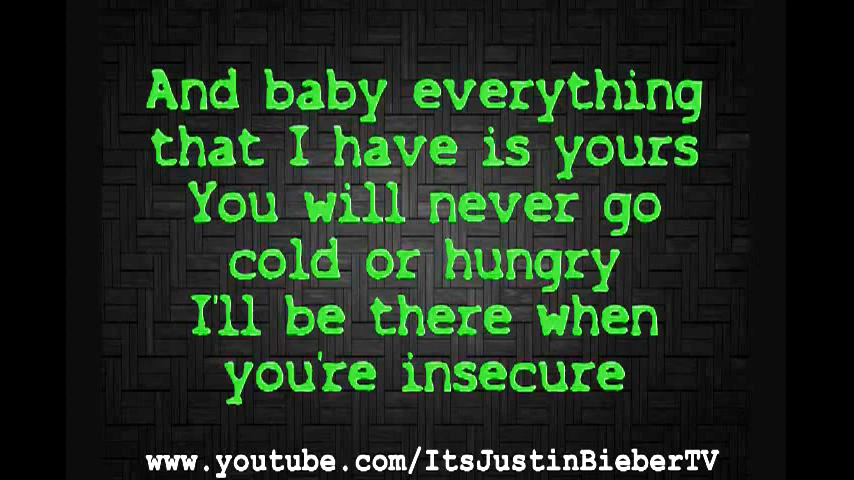 And baby everything
that I have is yours
You will never go
cold or hungry
I'll be there when
you're insecure
www.youtube.com/ItsJustinBieberTV